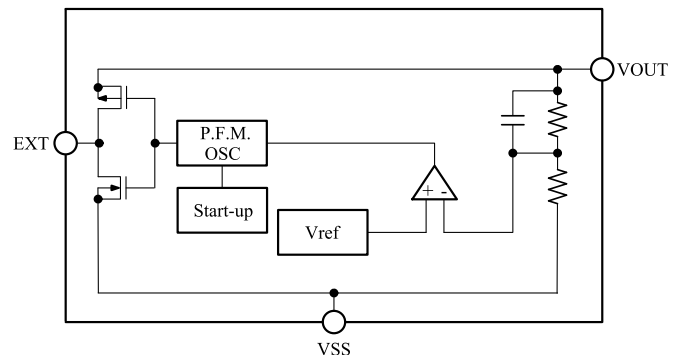 VOUT
EXT
P.F.M.
OSC
Start-up
+ -
Vref
VSS